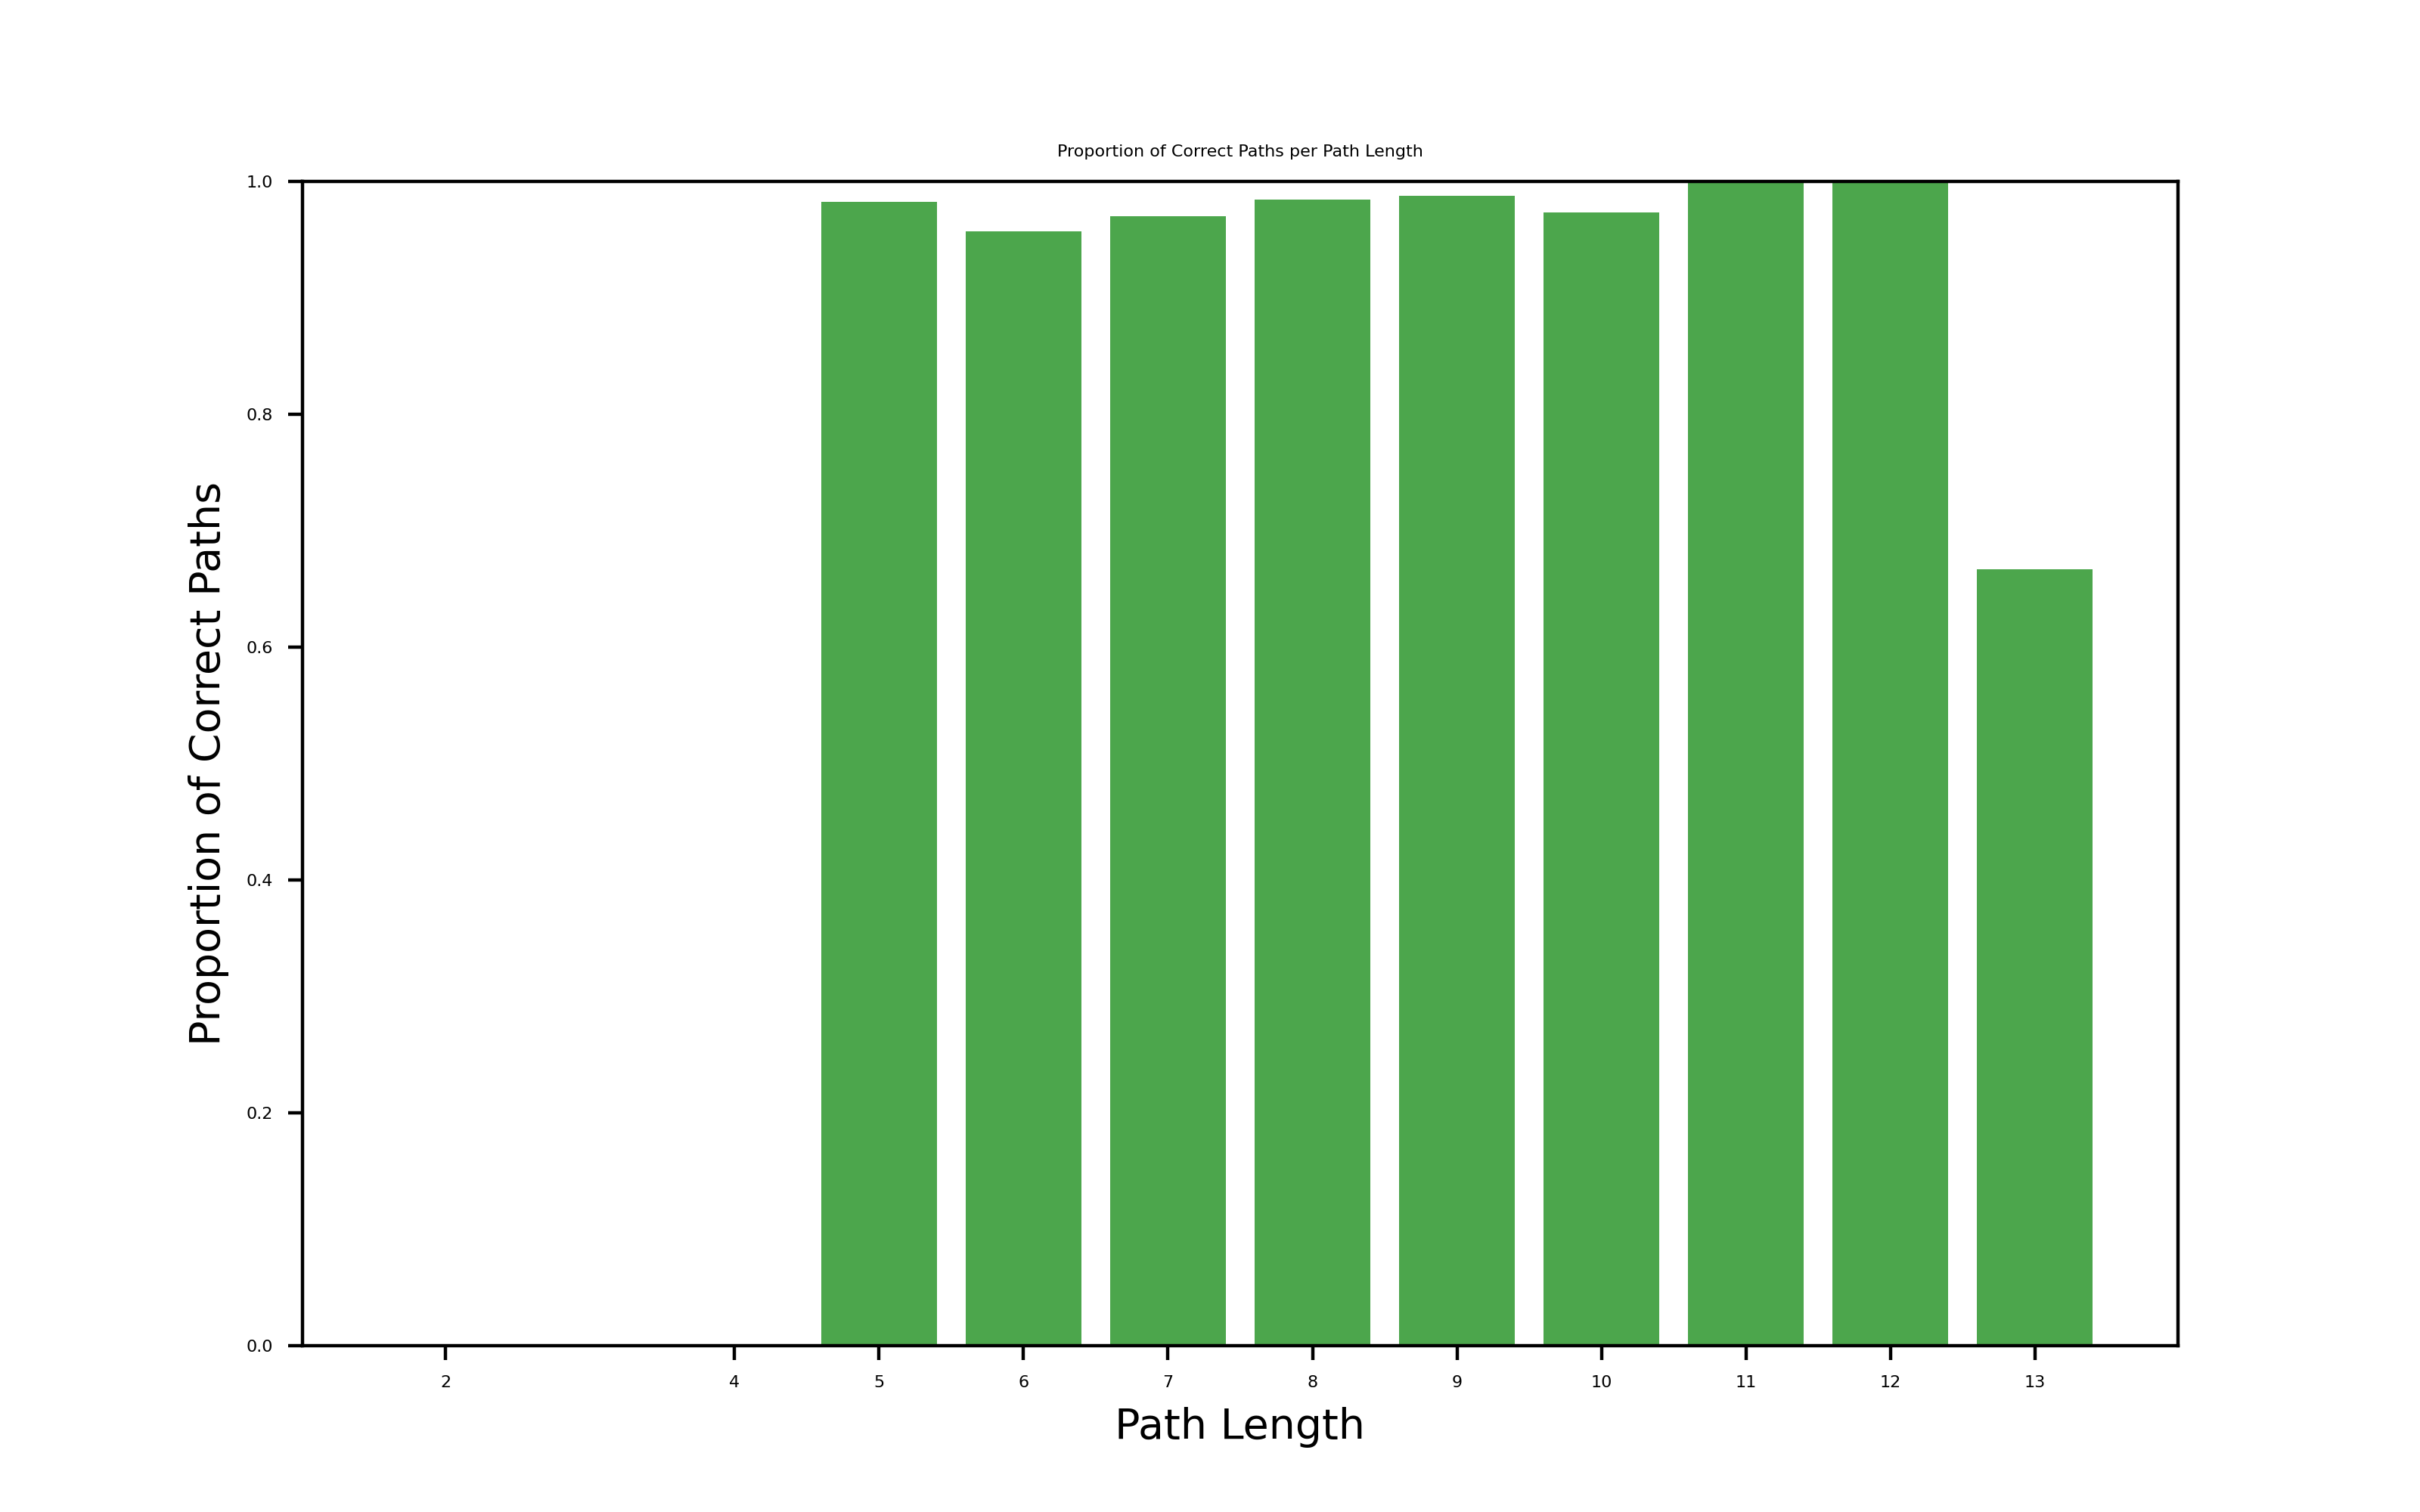 Proportion of Correct Paths per Path Length
1.0
0.8
0.6
0.4
0.2
0.0
Proportion of Correct Paths
2 4 5 6 7 8 9 10 11 12 13
Path Length